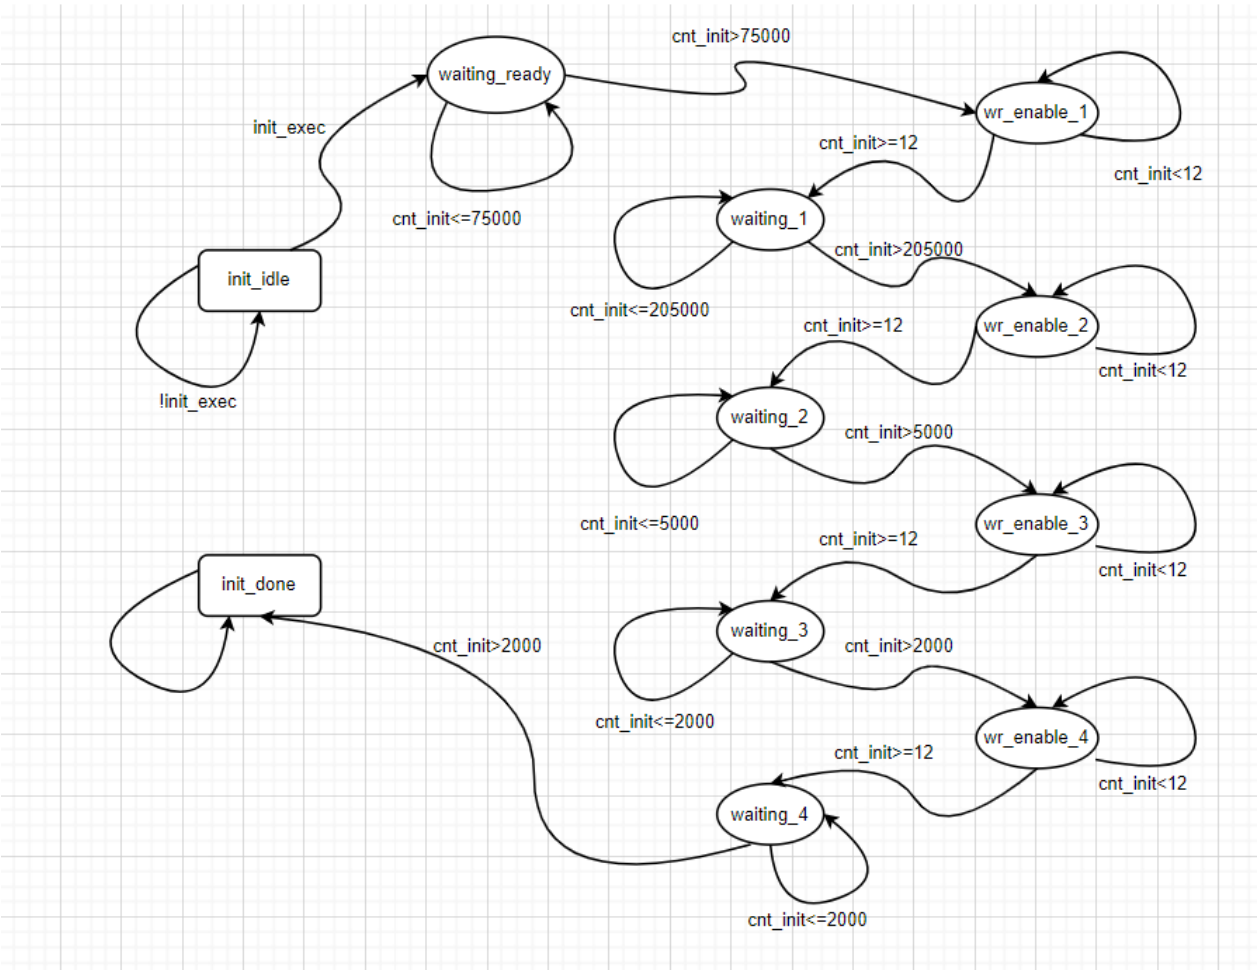 cnt_init>75000
waiting_ready
wr_enable_1
init_exec
cnt_init>=12
cnt_init<12
cnt_init<=75000
waiting_1
cnt_init>205000
init_idle
cnt_init<=205000
cnt_init>=12
wr_enable_2
cnt_init<12
!init_exec
waiting_2
cnt_init>5000
cnt_init<=5000
wr_enable_3
cnt_init>=12
cnt_init<12
init_done
waiting_3
cnt_init>2000
cnt_init>2000
cnt_init<=2000
wr_enable_4
cnt_init>=12
cnt_init<12
waiting_4
cnt_init<=2000